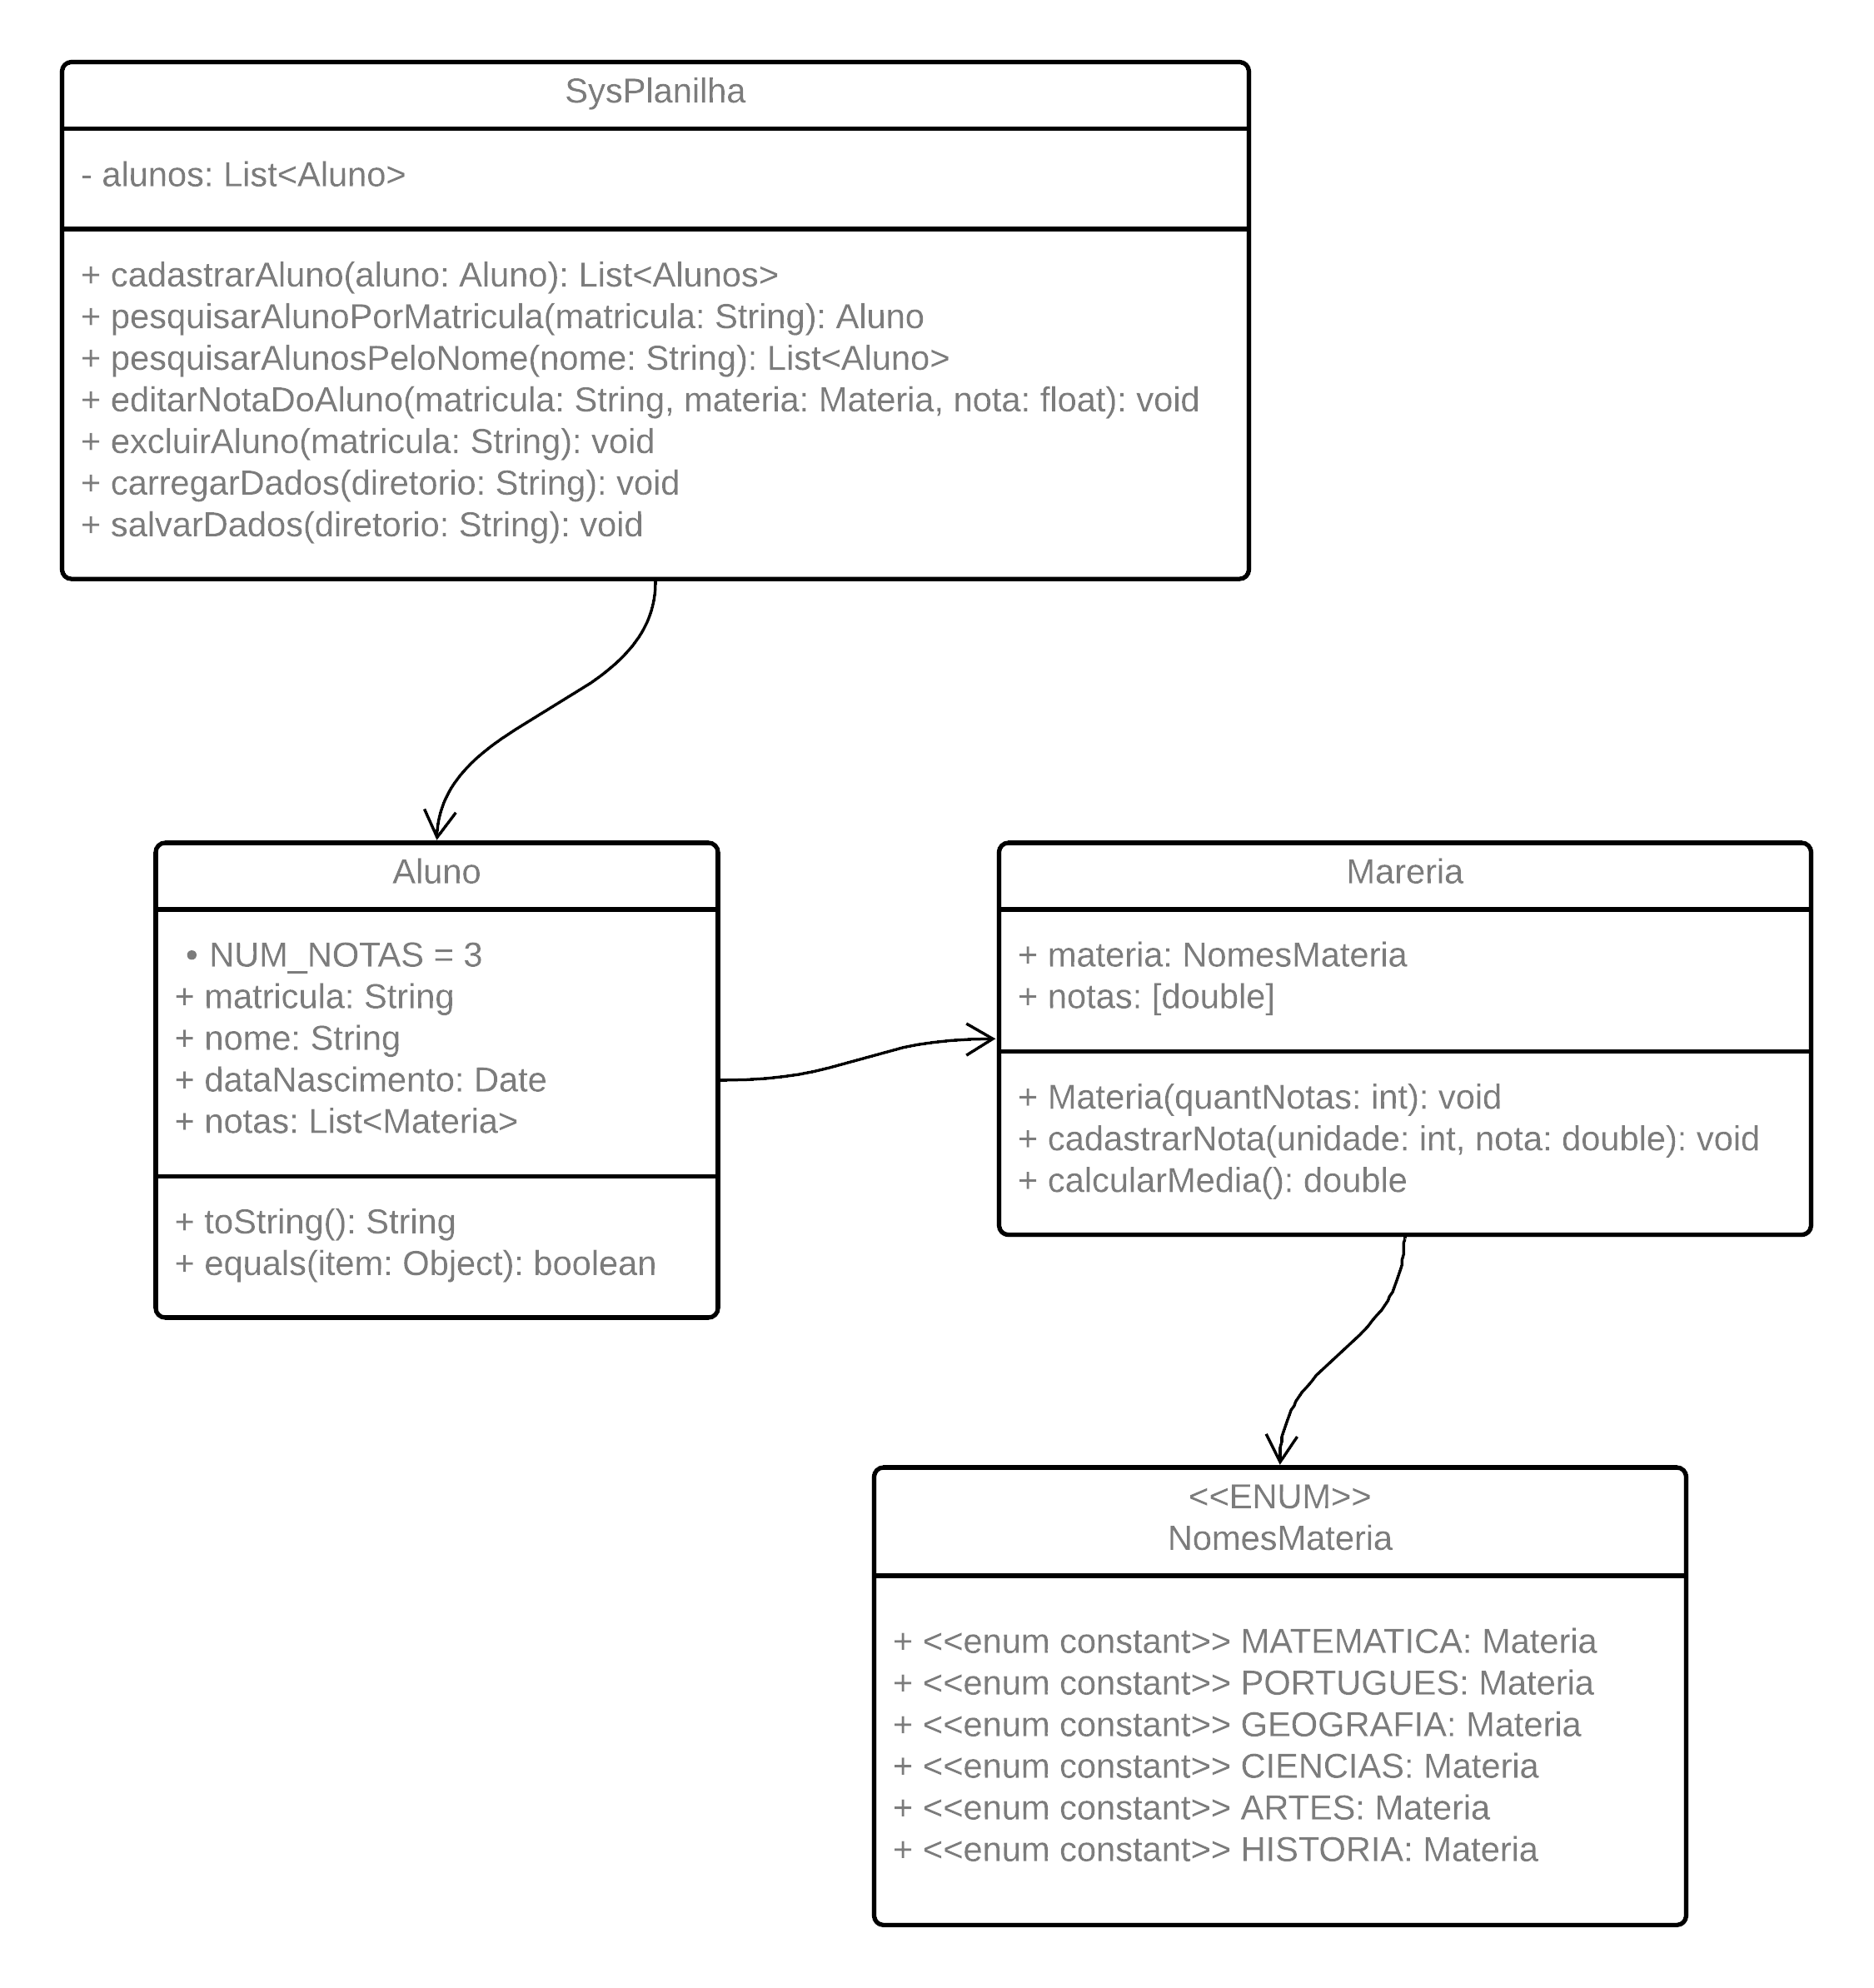 SysPlanilha
- alunos: List<Aluno>
+ cadastrarAluno(aluno: Aluno): List<Alunos>
+ pesquisarAlunoPorMatricula(matricula: String): Aluno
+ pesquisarAlunosPeloNome(nome: String): List<Aluno>
+ editarNotaDoAluno(matricula: String, materia: Materia, nota: float): void
+ excluirAluno(matricula: String): void
+ carregarDados(diretorio: String): void
+ salvarDados(diretorio: String): void
Aluno
• NUM_NOTAS = 3
+ matricula: String
+ nome: String
+ dataNascimento: Date
+ notas: List<Materia>
+ toString(): String
+ equals(item: Object): boolean
Mareria
+ materia: NomesMateria
+ notas: [double]
+ Materia(quantNotas: int): void
+ cadastrarNota(unidade: int, nota: double): void
+ calcularMedia(): double
<<ENUM>>
NomesMateria
+ <<enum constant>> MATEMATICA: Materia
+ <<enum constant>> PORTUGUES: Materia
+ <<enum constant>> GEOGRAFIA: Materia
+ <<enum constant>> CIENCIAS: Materia
+ <<enum constant>> ARTES: Materia
+ <<enum constant>> HISTORIA: Materia